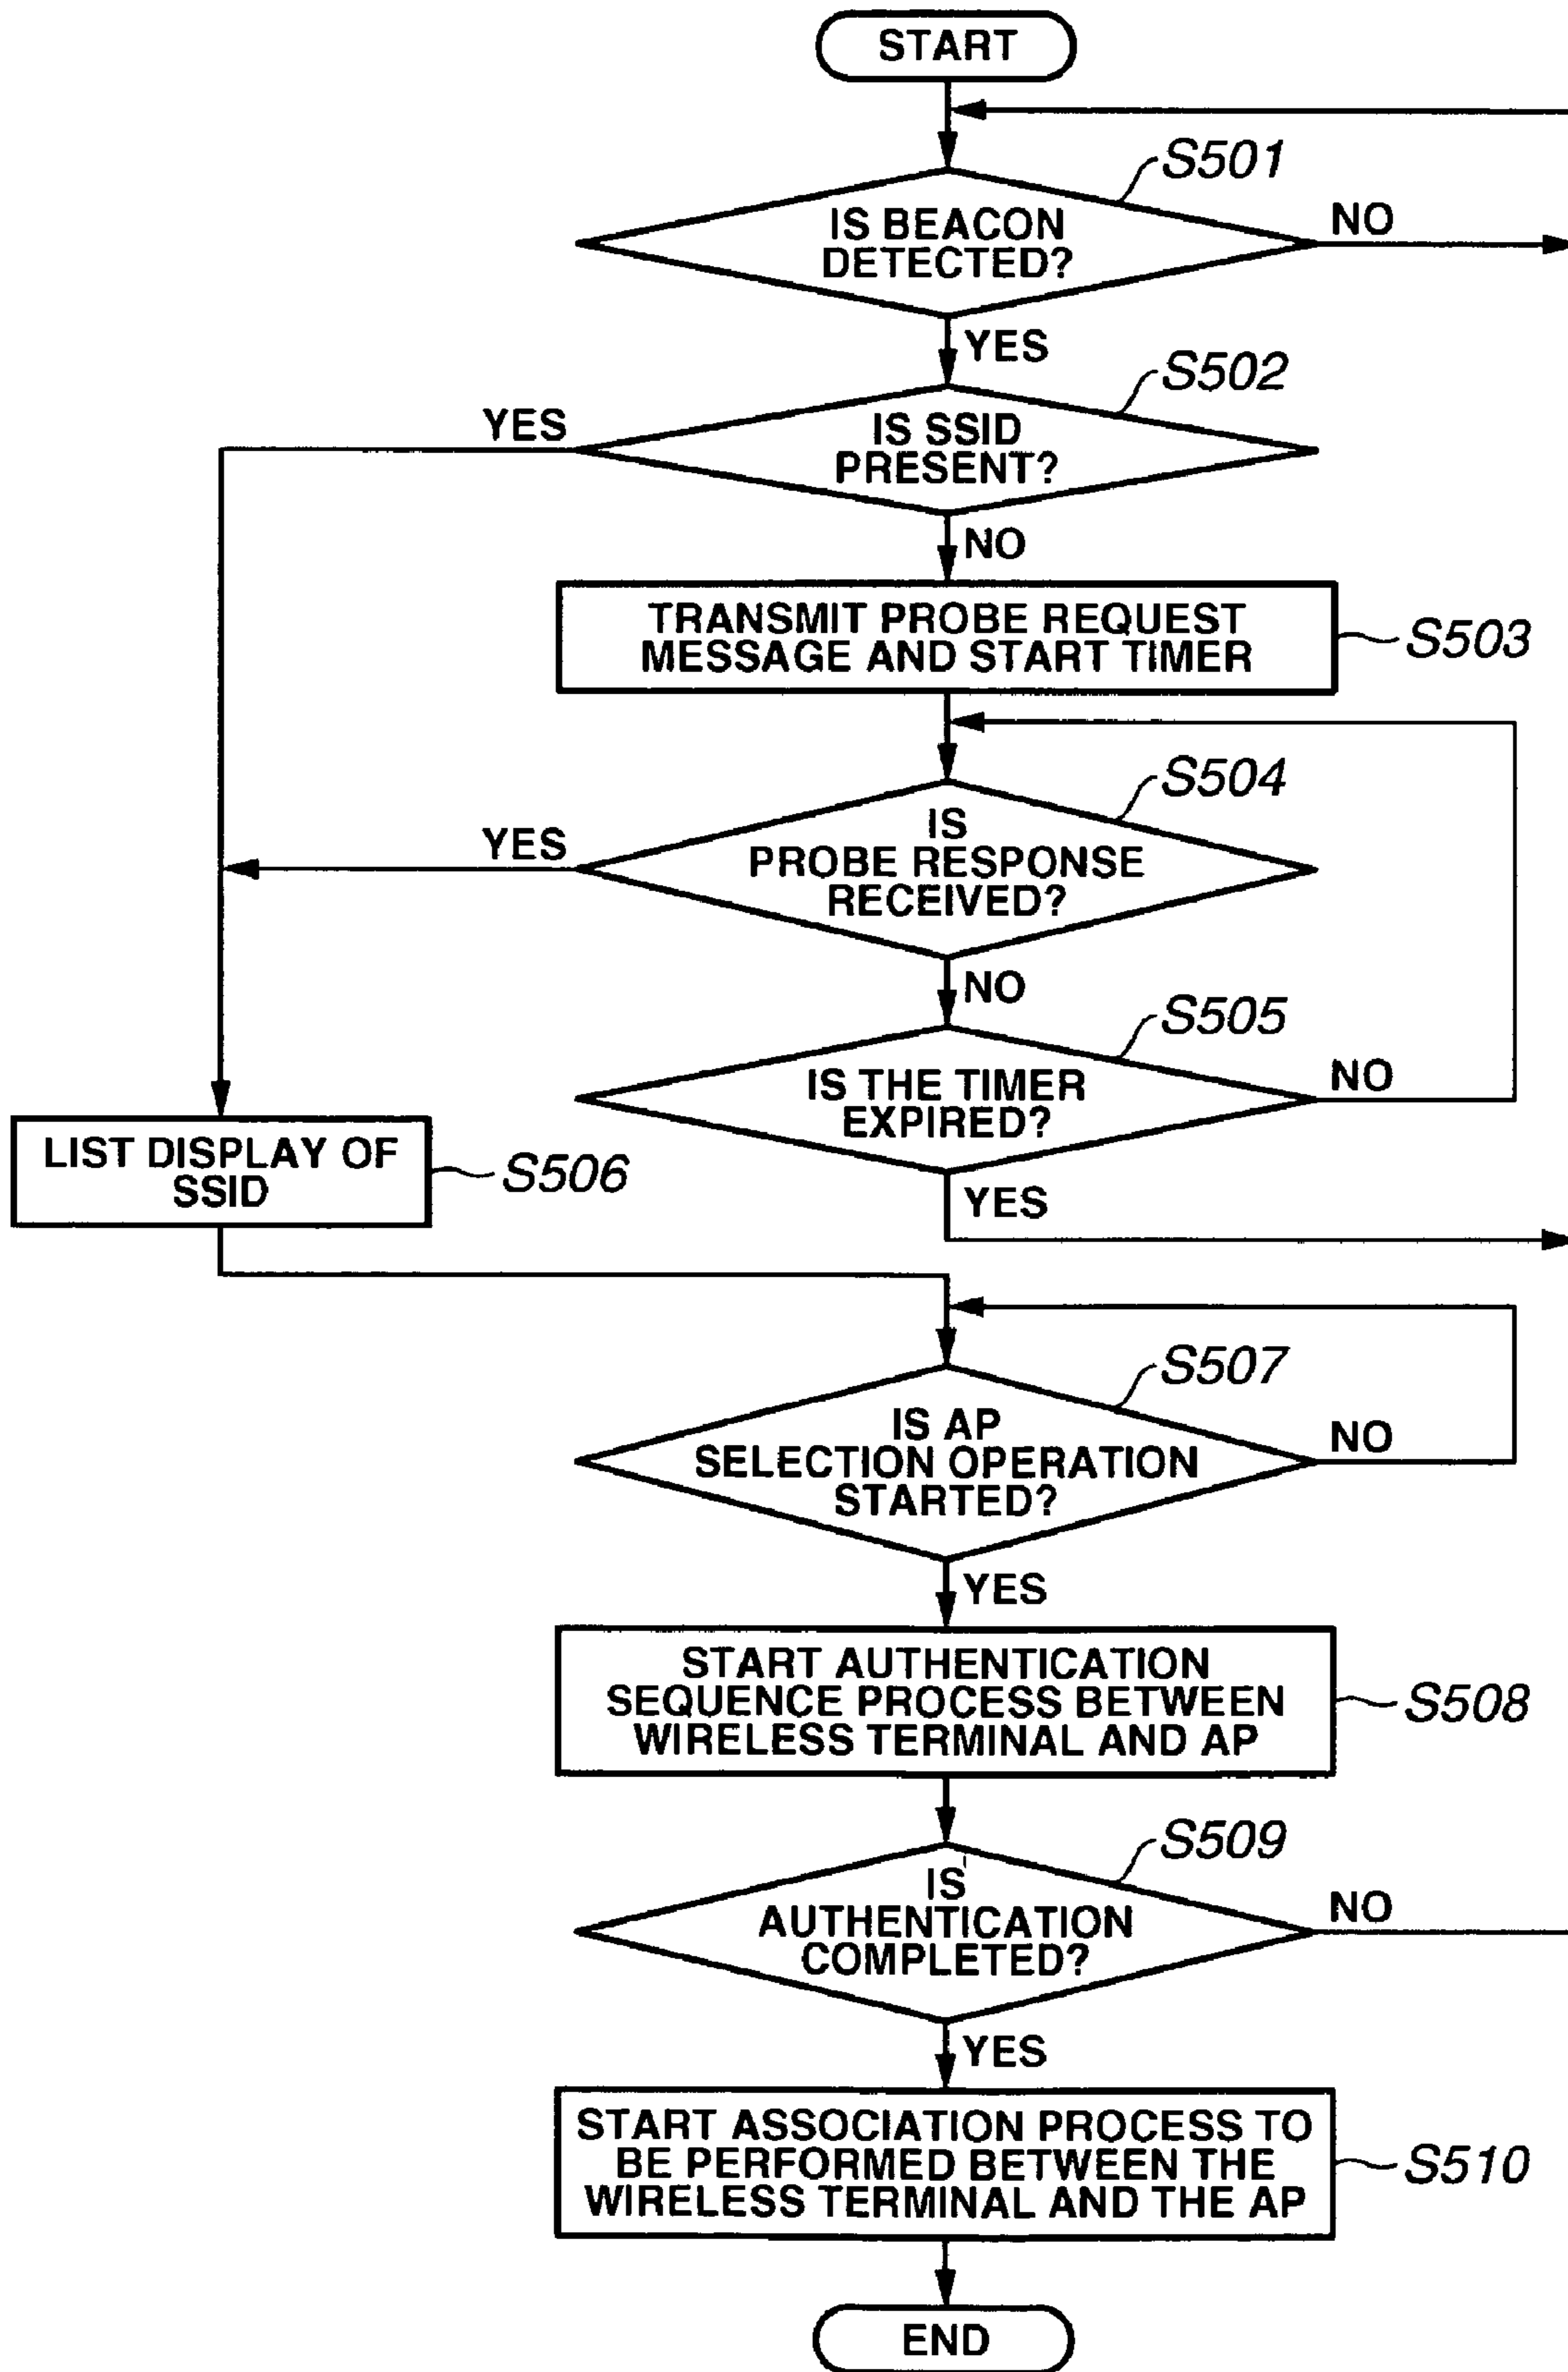 START
S501
IS BEACON
DETECTED?
NO
YES
S502
YES
IS SSID
PRESENT?
NO
TRANSMIT PROBE REQUEST
MESSAGE AND START TIMER
S503
S504
YES
IS
PROBE RESPONSE
RECEIVED?
NO
S505
IS THE TIMER
EXPIRED?
NO
YES
LIST DISPLAY OF
SSID
S506
S507
IS AP
SELECTION OPERATION
STARTED?
NO
YES
START AUTHENTICATION
SEQUENCE PROCESS BETWEEN
WIRELESS TERMINAL AND AP
S508
S509
IS
AUTHENTICATION
COMPLETED?
NO
YES
START ASSOCIATION PROCESS TO
BE PERFORMED BETWEEN THE
WIRELESS TERMINAL AND THE AP
S510
END